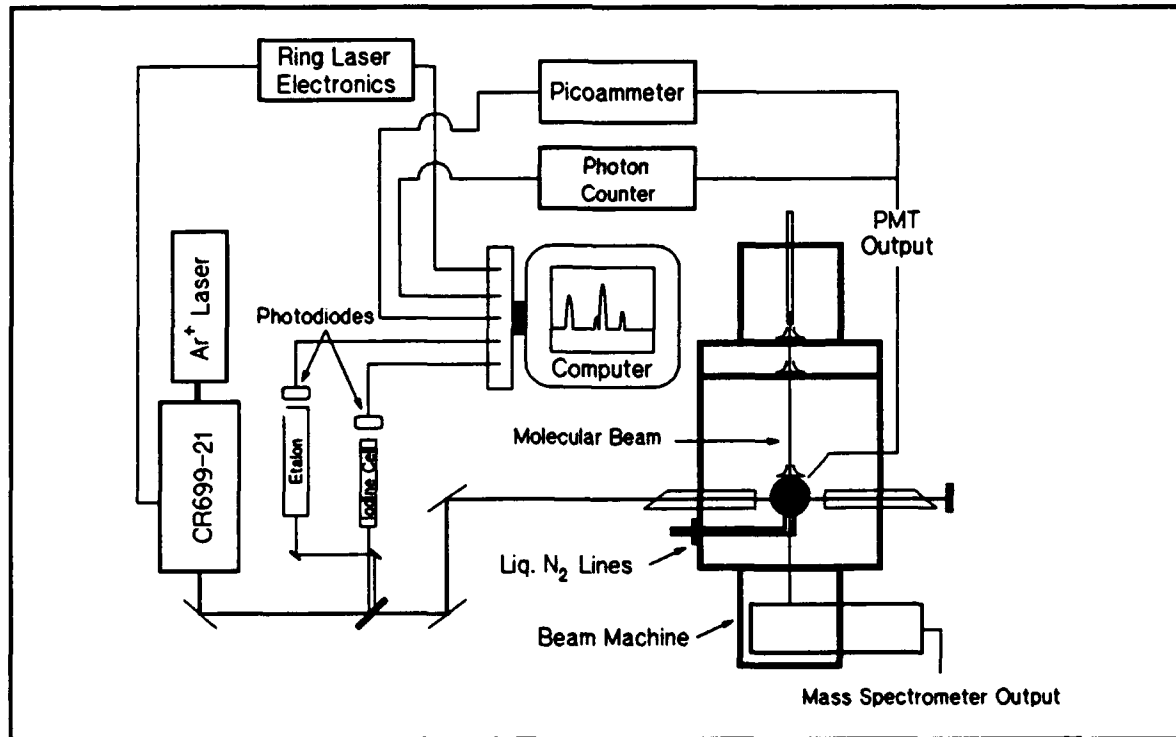 Ring Laser
Electronics
Picoammeter
Photon
Counter
PMT
Output
Ar+ Laser
Photodiodes
Computer
CR699-21
Etalon
Iodine Cell
Molecular Beam
Liq. N2 Lines
Beam Machine
Mass Spectrometer Output